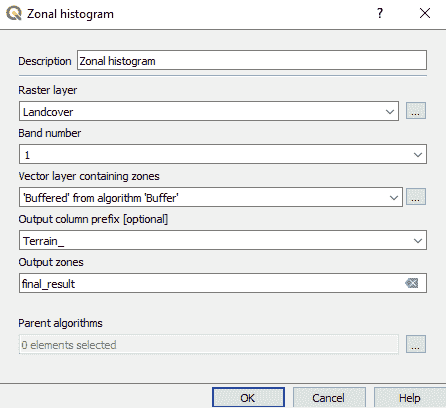 Zonal histogram
Description Zonal histogram
Raster layer
Landcover
...
Band number
1
Vector layer containing zones
'Buffered' from algorithm 'Buffer'
...
Output column prefix [optional]
Terrain_
Output zones
final_result
Parent algorithms
0 elements selected
...
OK Cancel Help